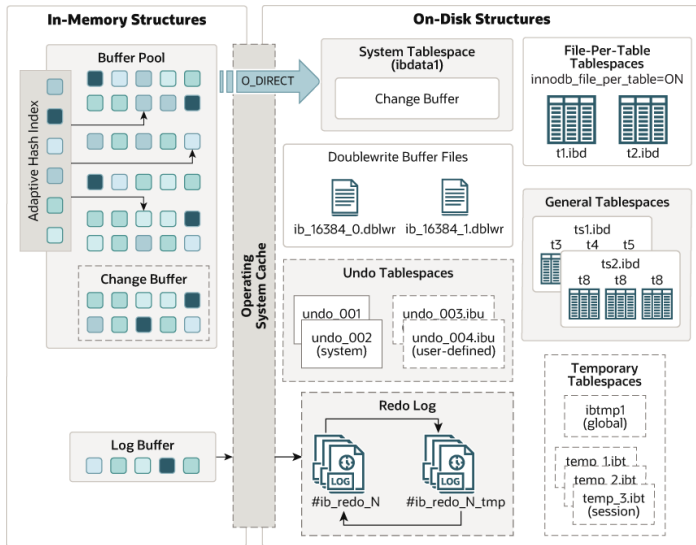 In-Memory Structures
On-Disk Structures
Buffer Pool
Adaptive Hash Index
Change Buffer
Log Buffer
Operating
System Cache
O_DIRECT
System Tablespace
(ibdata1)
Change Buffer
File-Per-Table
Tablespaces
innodb_file_per_table=ON
t1.ibd
t2.ibd
Doublewrite Buffer Files
ib_16384_0.dblwr
ib_16384_1.dblwr
General Tablespaces
ts1.ibd
t3 t4 t5
ts2.ibd
t8 t8 t8
Undo Tablespaces
undo_001
undo_002
(system)
undo_003.ibu
undo_004.ibu
(user-defined)
Temporary
Tablespaces
ibtmp1
(global)
temp_1.ibt
temp_2.ibt
temp_3.ibt
(session)
Redo Log
LOG
LOG
#ib_redo_N
#ib_redo_N_tmp